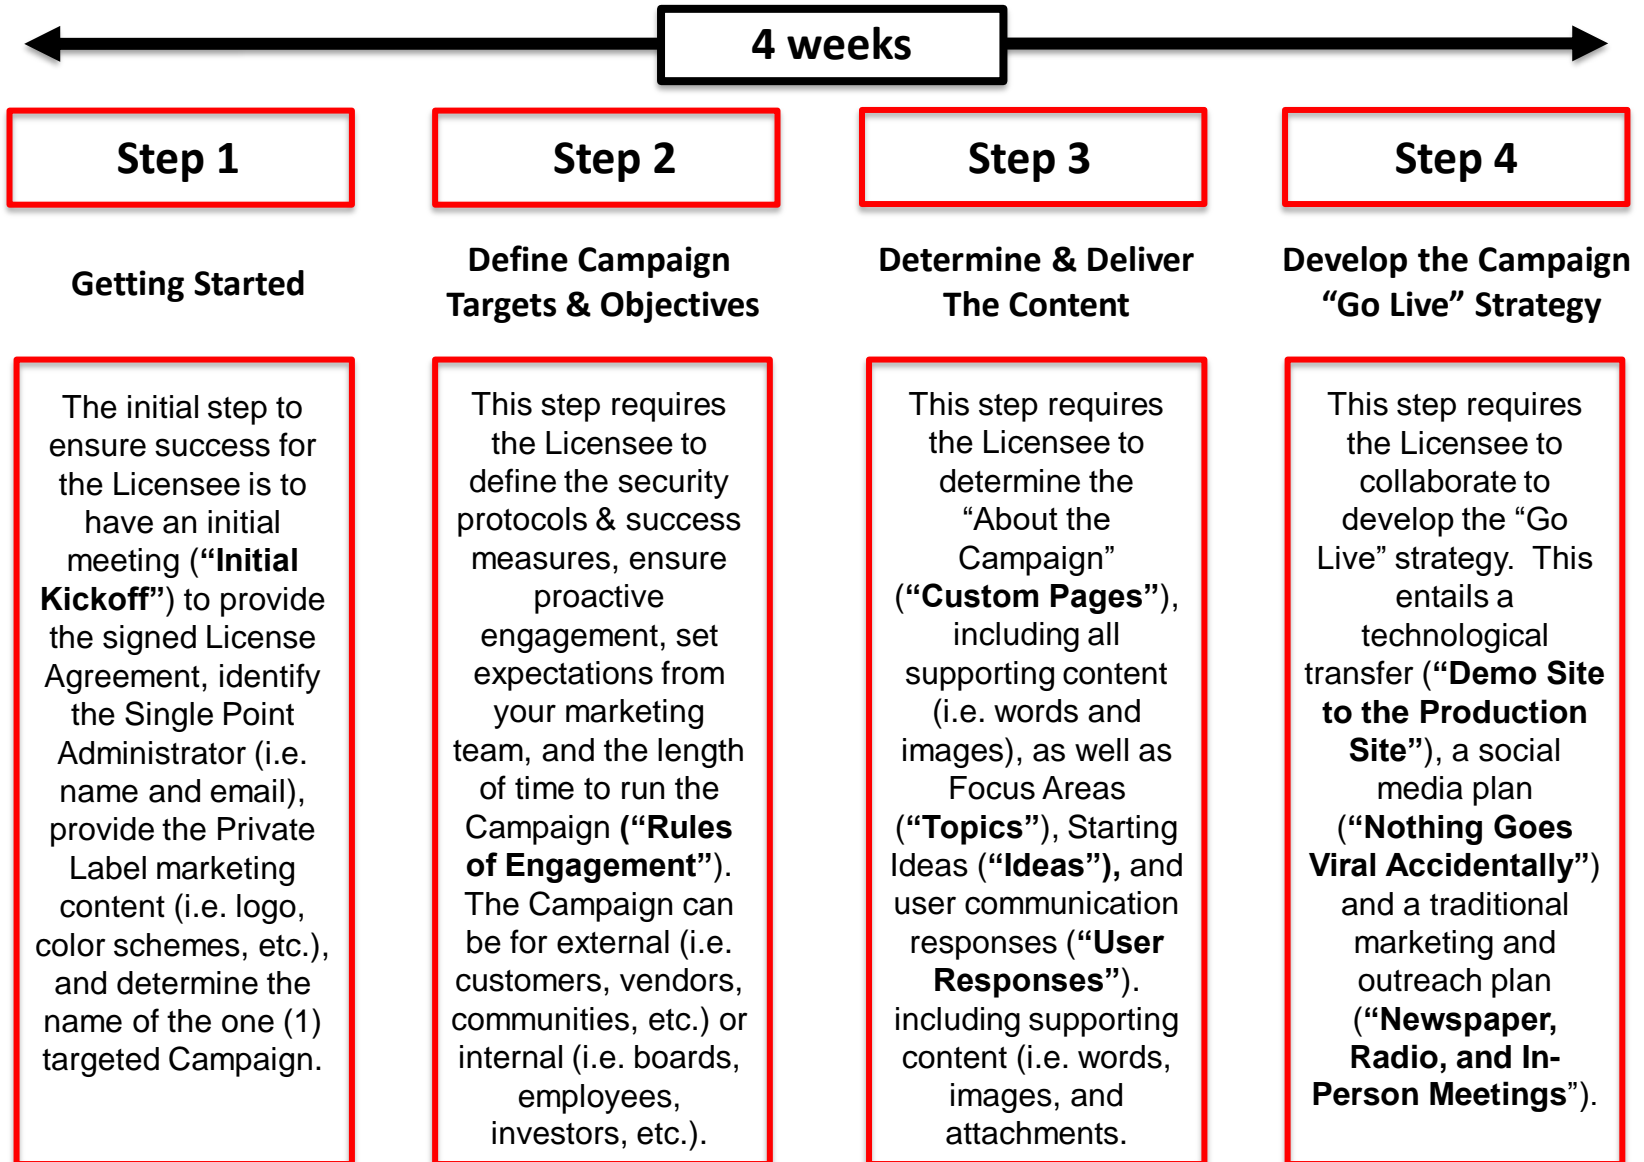 4 weeks
Step 1
Getting Started
The initial step to
ensure success for
the Licensee is to
have an initial
meeting (“Initial
Kickoff”) to provide
the signed License
Agreement, identify
the Single Point
Administrator (i.e.
name and email),
provide the Private
Label marketing
content (i.e. logo,
color schemes, etc.),
and determine the
name of the one (1)
targeted Campaign.
Step 2
Define Campaign
Targets & Objectives
This step requires
the Licensee to
define the security
protocols & success
measures, ensure
proactive
engagement, set
expectations from
your marketing
team, and the length
of time to run the
Campaign (“Rules
of Engagement”).
The Campaign can
be for external (i.e.
customers, vendors,
communities, etc.) or
internal (i.e. boards,
employees,
investors, etc.).
Step 3
Determine & Deliver
The Content
This step requires
the Licensee to
determine the
“About the
Campaign”
(“Custom Pages”),
including all
supporting content
(i.e. words and
images), as well as
Focus Areas
(“Topics”), Starting
Ideas (“Ideas”), and
user communication
responses (“User
Responses”).
including supporting
content (i.e. words,
images, and
attachments.
Step 4
Develop the Campaign
“Go Live” Strategy
This step requires
the Licensee to
collaborate to
develop the “Go
Live” strategy.  This
entails a
technological
transfer (“Demo Site
to the Production
Site”), a social
media plan
(“Nothing Goes
Viral Accidentally”)
and a traditional
marketing and
outreach plan
(“Newspaper,
Radio, and In-
Person Meetings”).